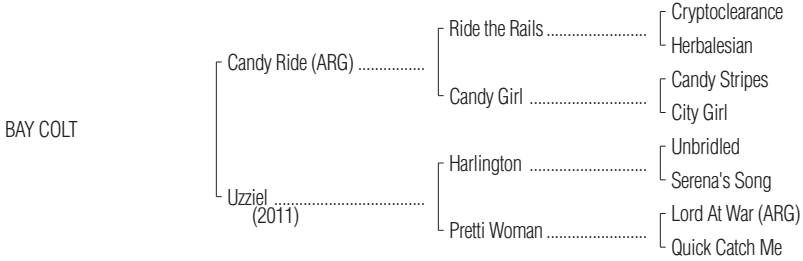 Cryptoclearance
Ride the Rails ........................
Herbalesian
Candy Ride (ARG) ................
Candy Stripes
Candy Girl ............................
City Girl
BAY COLT
Unbridled
Harlington ............................
Serena's Song
Uzziel ....................................
(2011)
Lord At War (ARG)
Pretti Woman ........................
Quick Catch Me